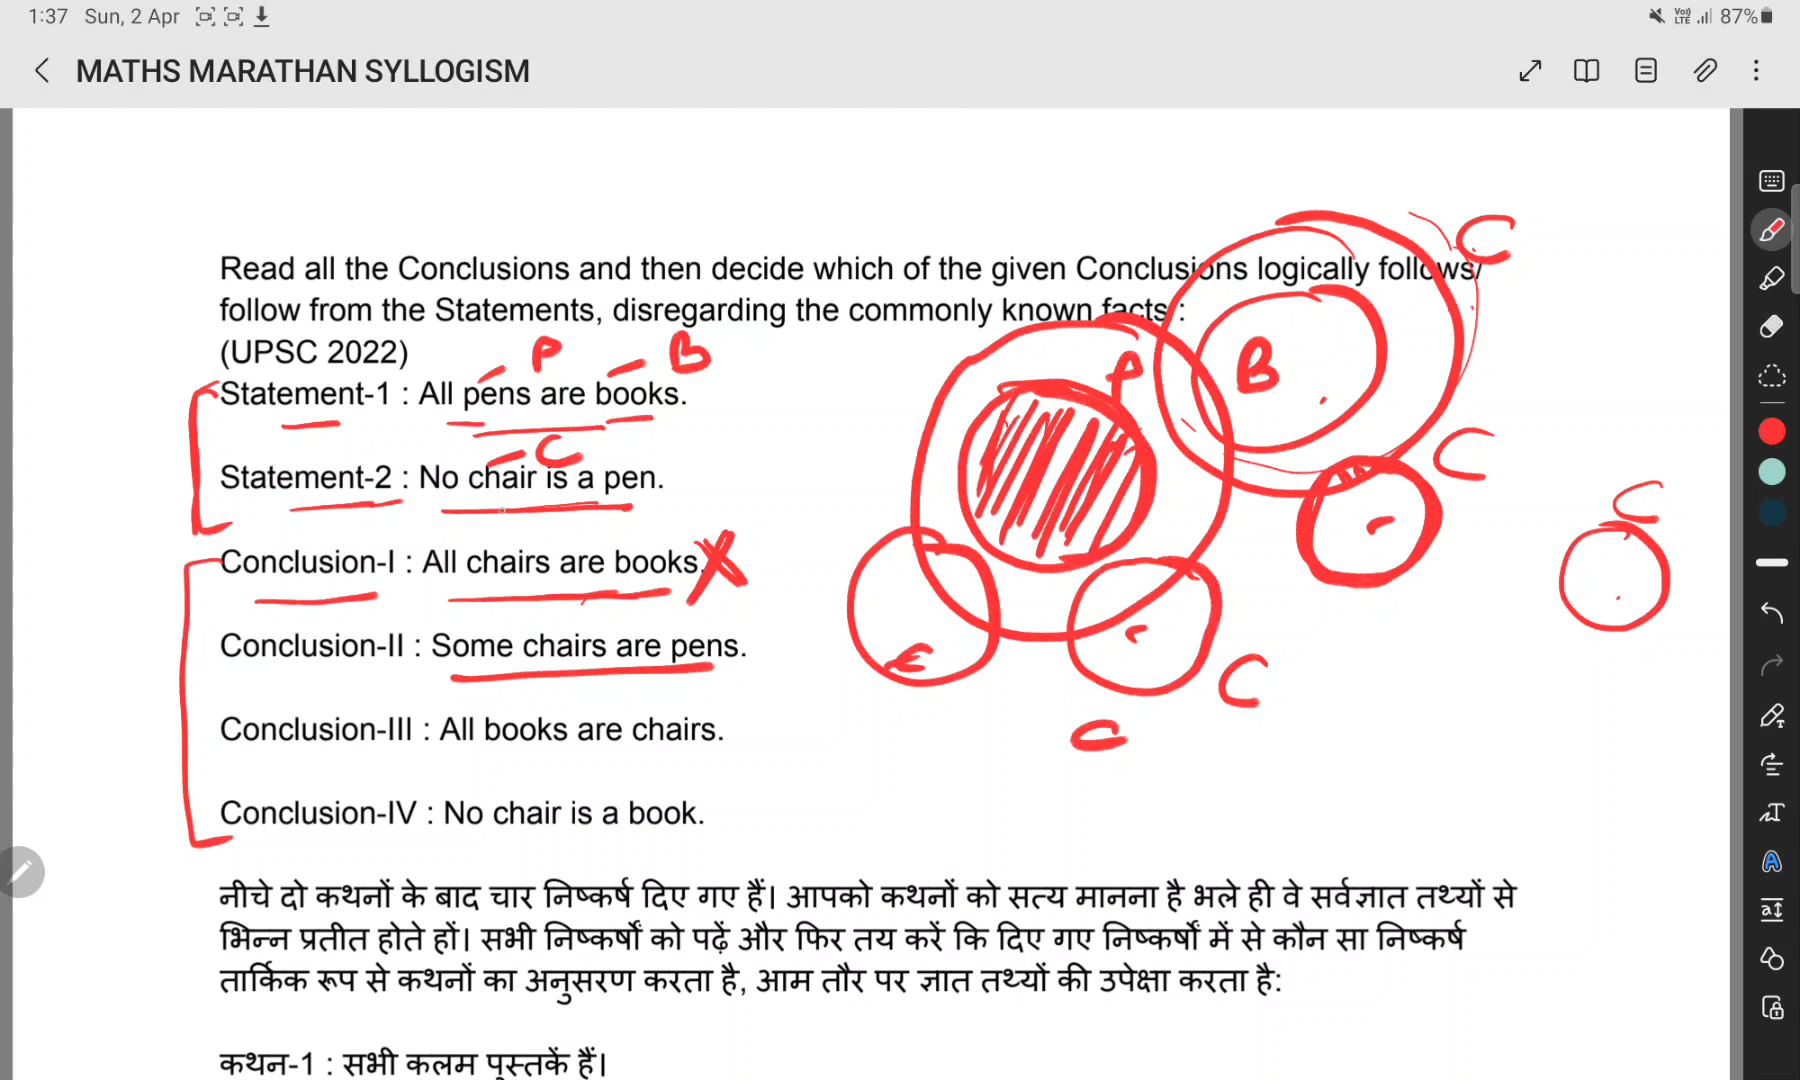 1:37 Sun, 2 Apr
Vo) LTE 87%
MATHS MARATHAN SYLLOGISM
Read all the Conclusions and then decide which of the given Conclusions logically follows/
follow from the Statements, disregarding the commonly known facts :
(UPSC 2022)
P B
Statement-1 : All pens are books.
C
Statement-2 : No chair is a pen.
Conclusion-I : All chairs are books.
Conclusion-II : Some chairs are pens.
Conclusion-III : All books are chairs.
Conclusion-IV : No chair is a book.
C
P B
C
C
C
C
नीचे दो कथनों के बाद चार निष्कर्ष दिए गए हैं। आपको कथनों को सत्य मानना है भले ही वे सर्वज्ञात तथ्यों से
भिन्न प्रतीत होते हों। सभी निष्कर्षों को पढ़ें और फिर तय करें कि दिए गए निष्कर्षों में से कौन सा निष्कर्ष
तार्किक रूप से कथनों का अनुसरण करता है, आम तौर पर ज्ञात तथ्यों की उपेक्षा करता है:
कथन-1 : सभी कलम पुस्तकें हैं।